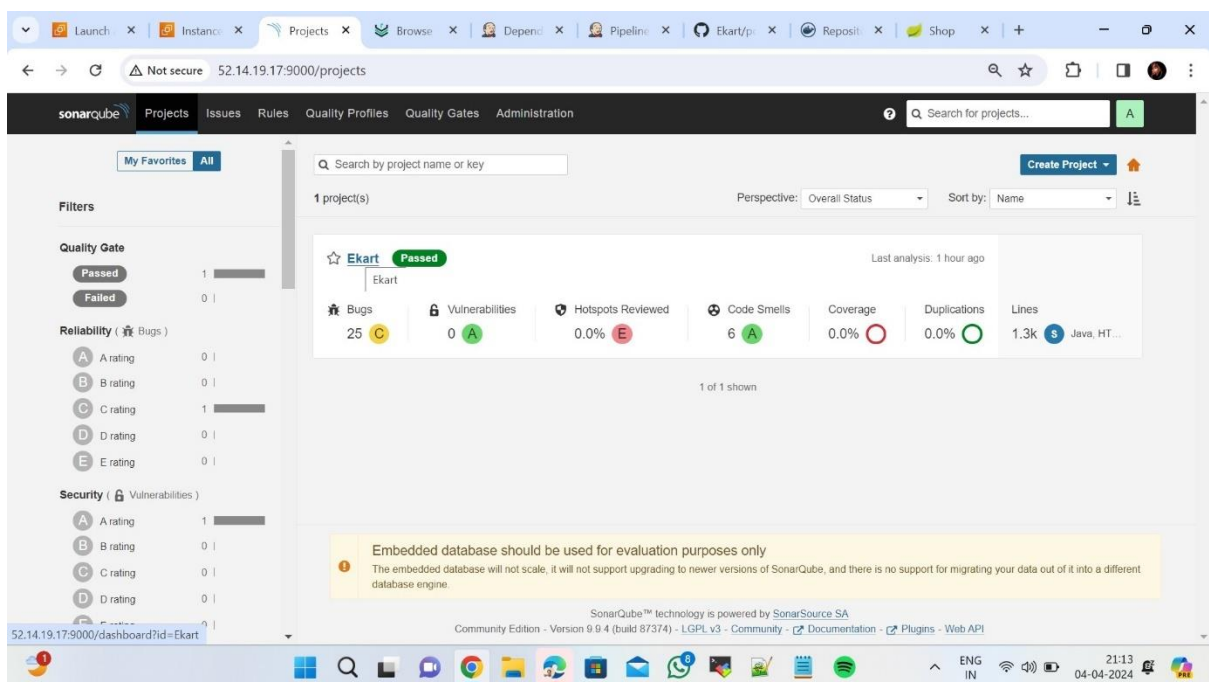 Launch
Instanc
Projects
Browse
Depend
Pipeline
Ekart/p
Reposit
Shop
Not secure 52.14.19.17:9000/projects
sonarqube Projects Issues Rules Quality Profiles Quality Gates Administration
Search for projects...
A
My Favorites All
Search by project name or key
Create Project
Filters
1 project(s)
Perspective: Overall Status
Sort by: Name
Quality Gate
Passed 1
Failed 0
Ekart Passed
Last analysis: 1 hour ago
Ekart
Bugs
Vulnerabilities
Hotspots Reviewed
Code Smells
Coverage
Duplications
Lines
25 C
0 A
0.0% E
6 A
0.0%
0.0%
1.3k S Java, HT...
Reliability ( Bugs )
A A rating 0
B B rating 0
C C rating 1
D D rating 0
E E rating 0
1 of 1 shown
Security ( Vulnerabilities )
A A rating 1
B B rating 0
C C rating 0
D D rating 0
Embedded database should be used for evaluation purposes only
The embedded database will not scale, it will not support upgrading to newer versions of SonarQube, and there is no support for migrating your data out of it into a different
database engine.
SonarQube™ technology is powered by SonarSource SA
Community Edition - Version 9.9.4 (build 87374) - LGPL v3 - Community - Documentation - Plugins - Web API
52.14.19.17:9000/dashboard?id=Ekart
ENG
IN
21:13
04-04-2024